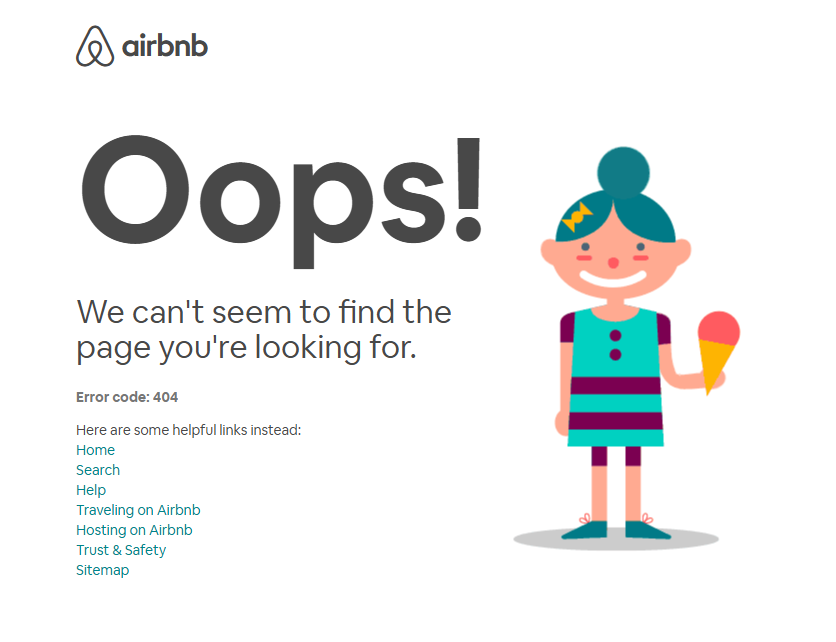 airbnb
Oops!
We can't seem to find the
page you're looking for.
Error code: 404
Here are some helpful links instead:
Home
Search
Help
Traveling on Airbnb
Hosting on Airbnb
Trust & Safety
Sitemap